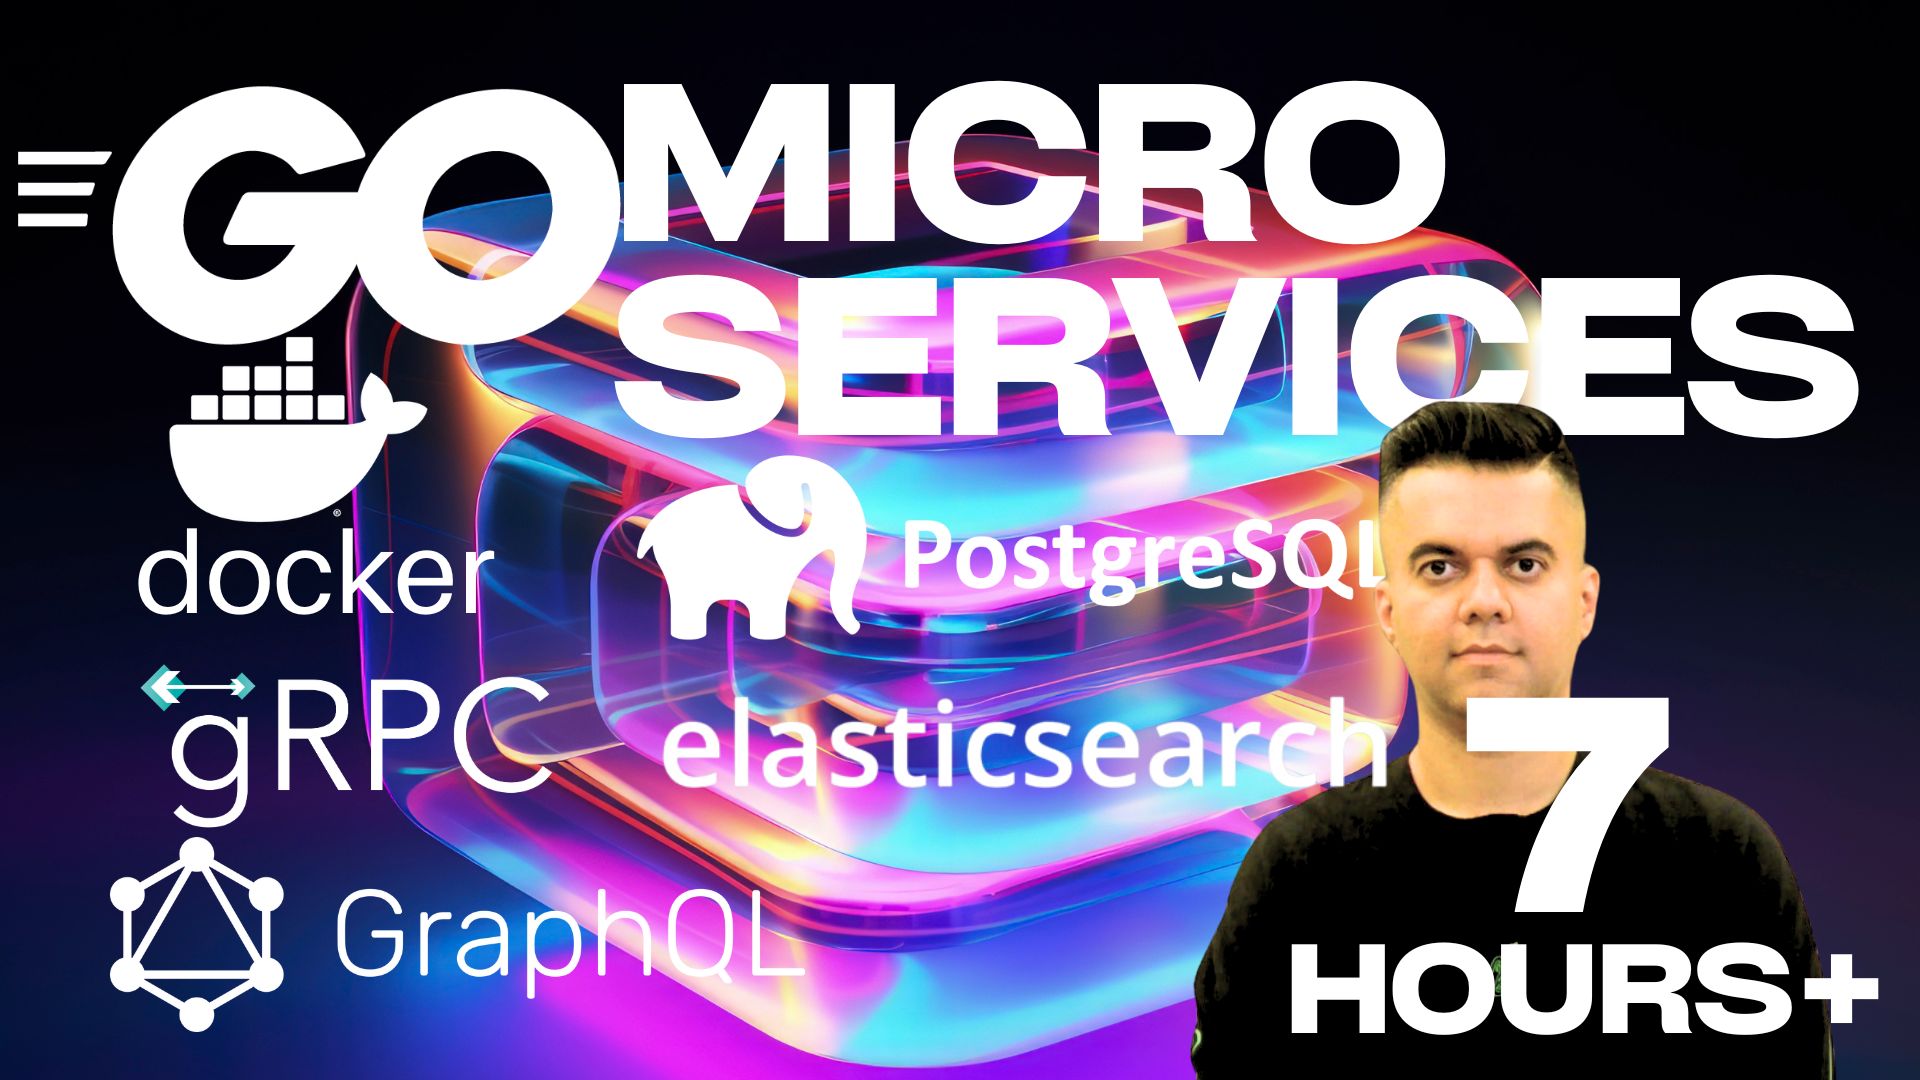 GO MICRO
SERVICES
docker
PostgreSQL
gRPC
elasticsearch
GraphQL
7
HOURS+